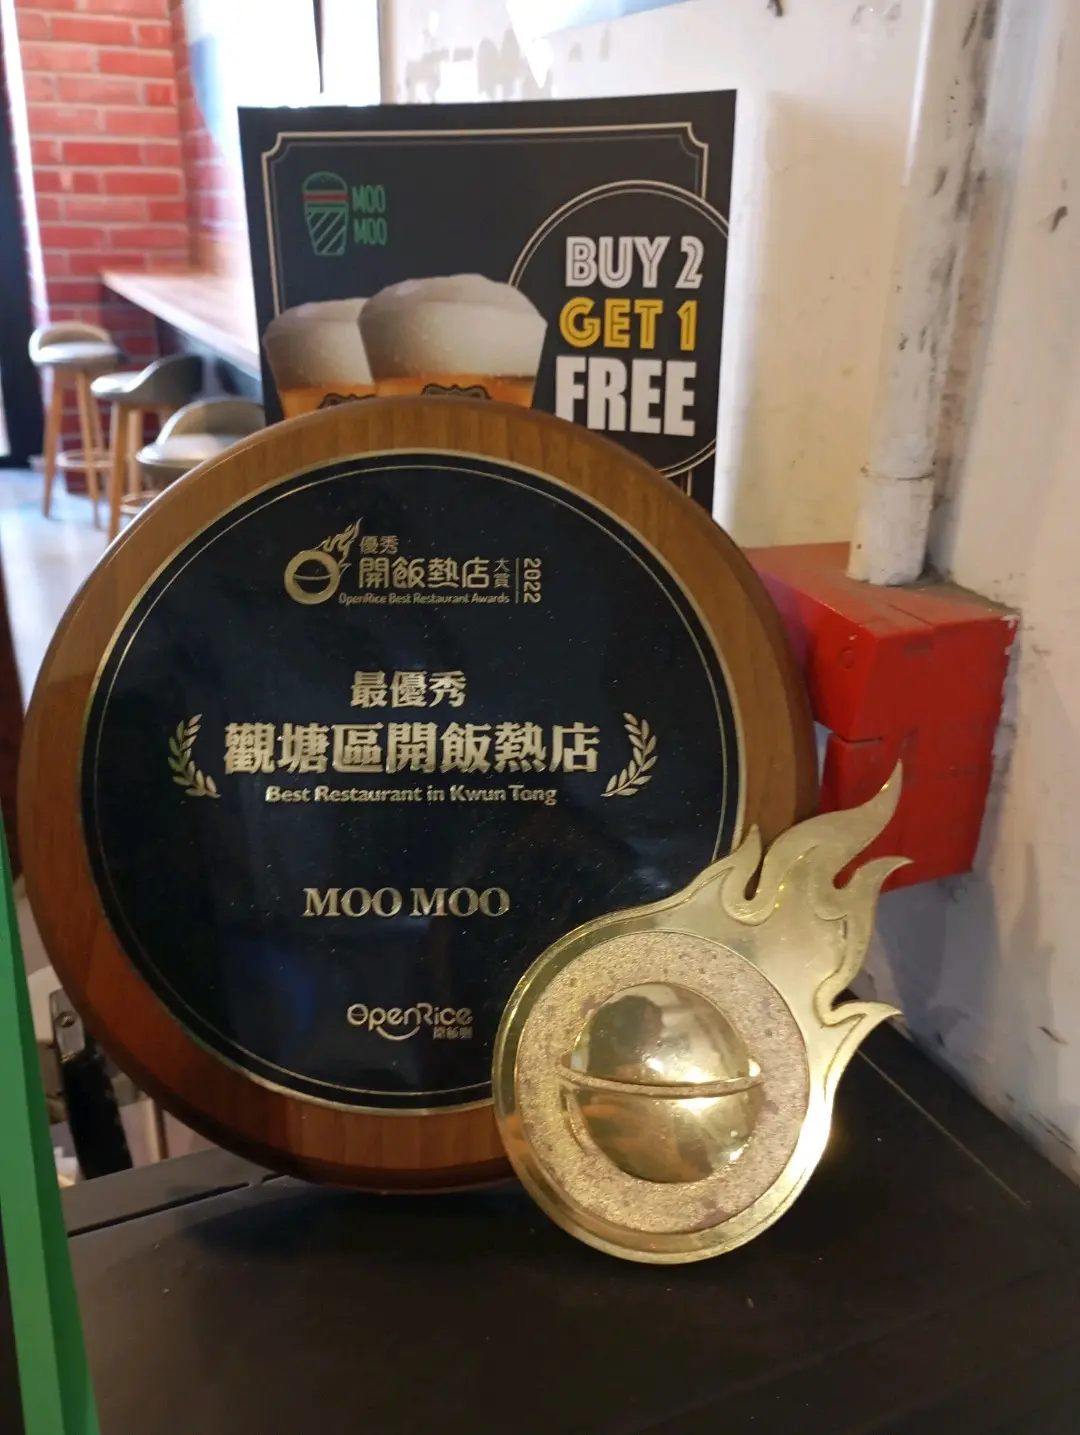 MOO
MOO
BUY 2
GET 1
FREE
優秀
開飯熱店大賞
OpenRice Best Restaurant Awards
2022
最優秀
觀塘區開飯熱店
Best Restaurant in Kwun Tong
MOO MOO
OpenRice
開飯喇